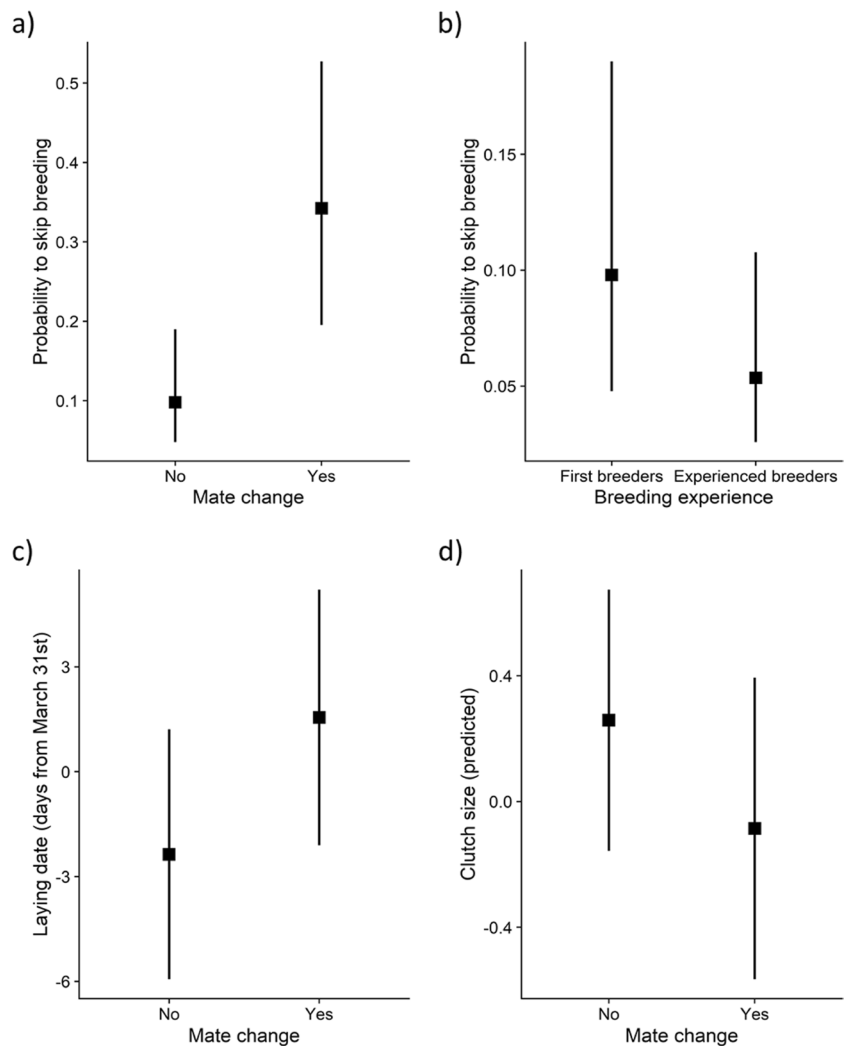 a)
Probability to skip breeding
0.5
0.4
0.3
0.2
0.1
No
Yes
Mate change
b)
Probability to skip breeding
0.15
0.10
0.05
First breeders
Experienced breeders
Breeding experience
c)
Laying date (days from March 31st)
3
0
-3
-6
No
Yes
Mate change
d)
Clutch size (predicted)
0.4
0.0
-0.4
No
Yes
Mate change